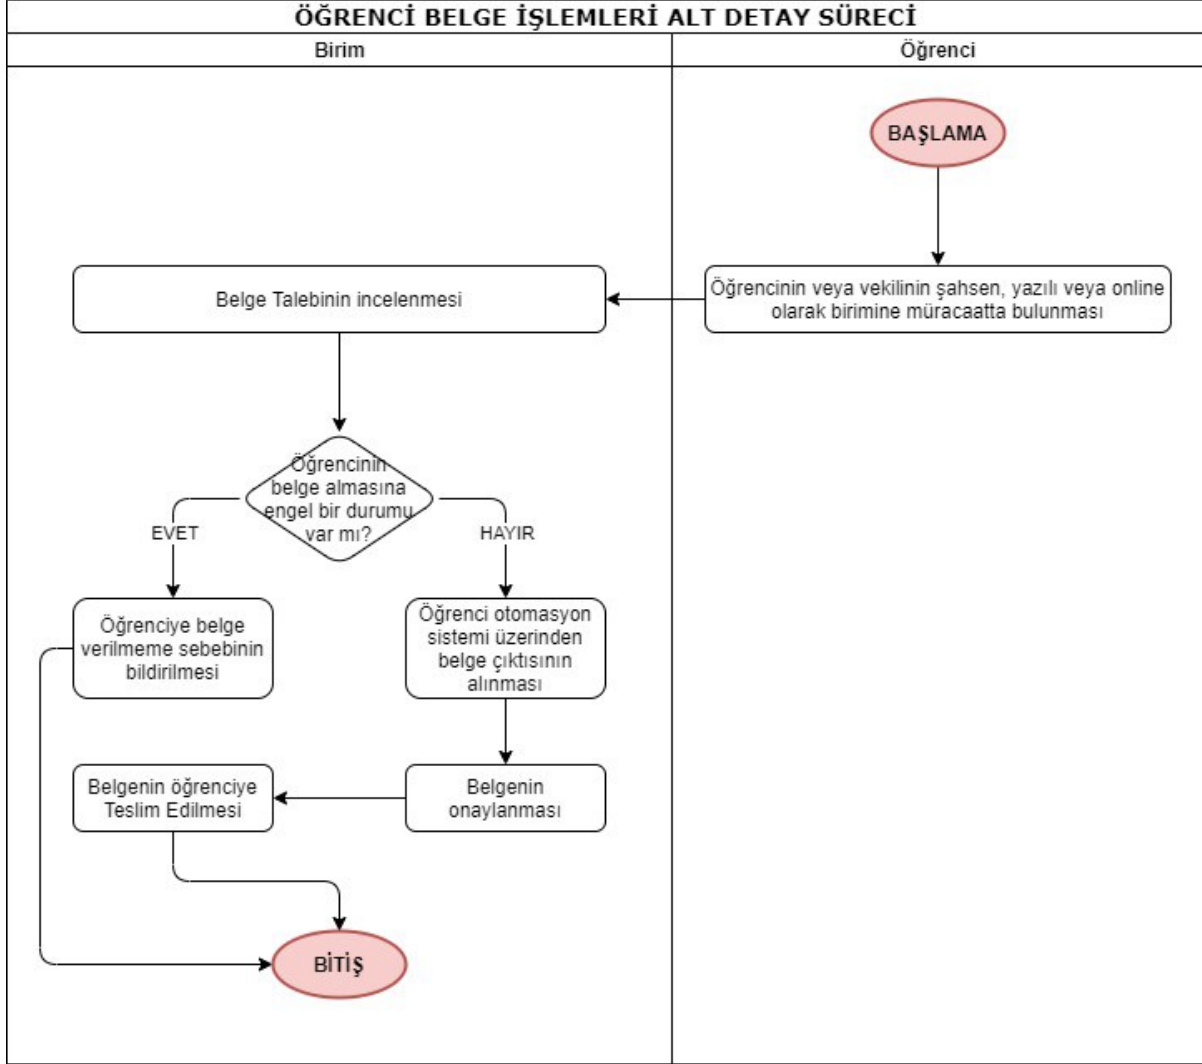 ÖĞRENCİ BELGE İŞLEMLERİ ALT DETAY SÜRECİ
Birim
Öğrenci
BAŞLAMA
Öğrencinin veya vekilinin şahsen, yazılı veya online
olarak birimine müracaatta bulunması
Belge Talebinin incelenmesi
Öğrencinin
belge almasına
engel bir durumu
var mı?
EVET
HAYIR
Öğrenciye belge
verilmeme sebebinin
bildirilmesi
Öğrenci otomasyon
sistemi üzerinden
belge çıktısının
alınması
Belgenin
onaylanması
Belgenin öğrenciye
Teslim Edilmesi
BİTİŞ